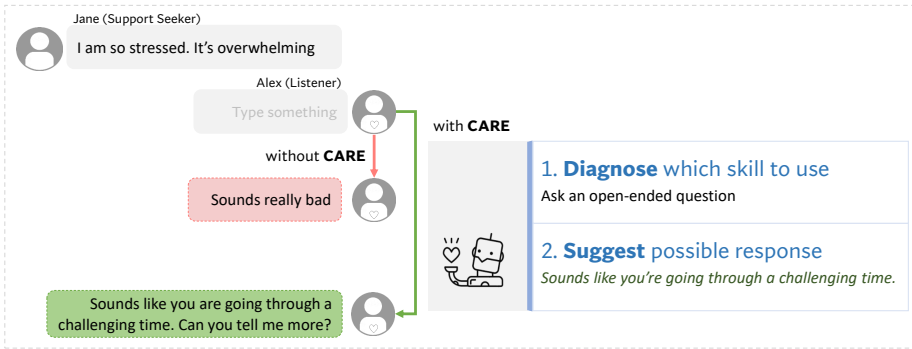 Jane (Support Seeker)
I am so stressed. It's overwhelming
Alex (Listener)
Type something
with CARE
without CARE
1. Diagnose which skill to use
Ask an open-ended question
Sounds really bad
2. Suggest possible response
Sounds like you're going through a challenging time.
Sounds like you are going through a
challenging time. Can you tell me more?